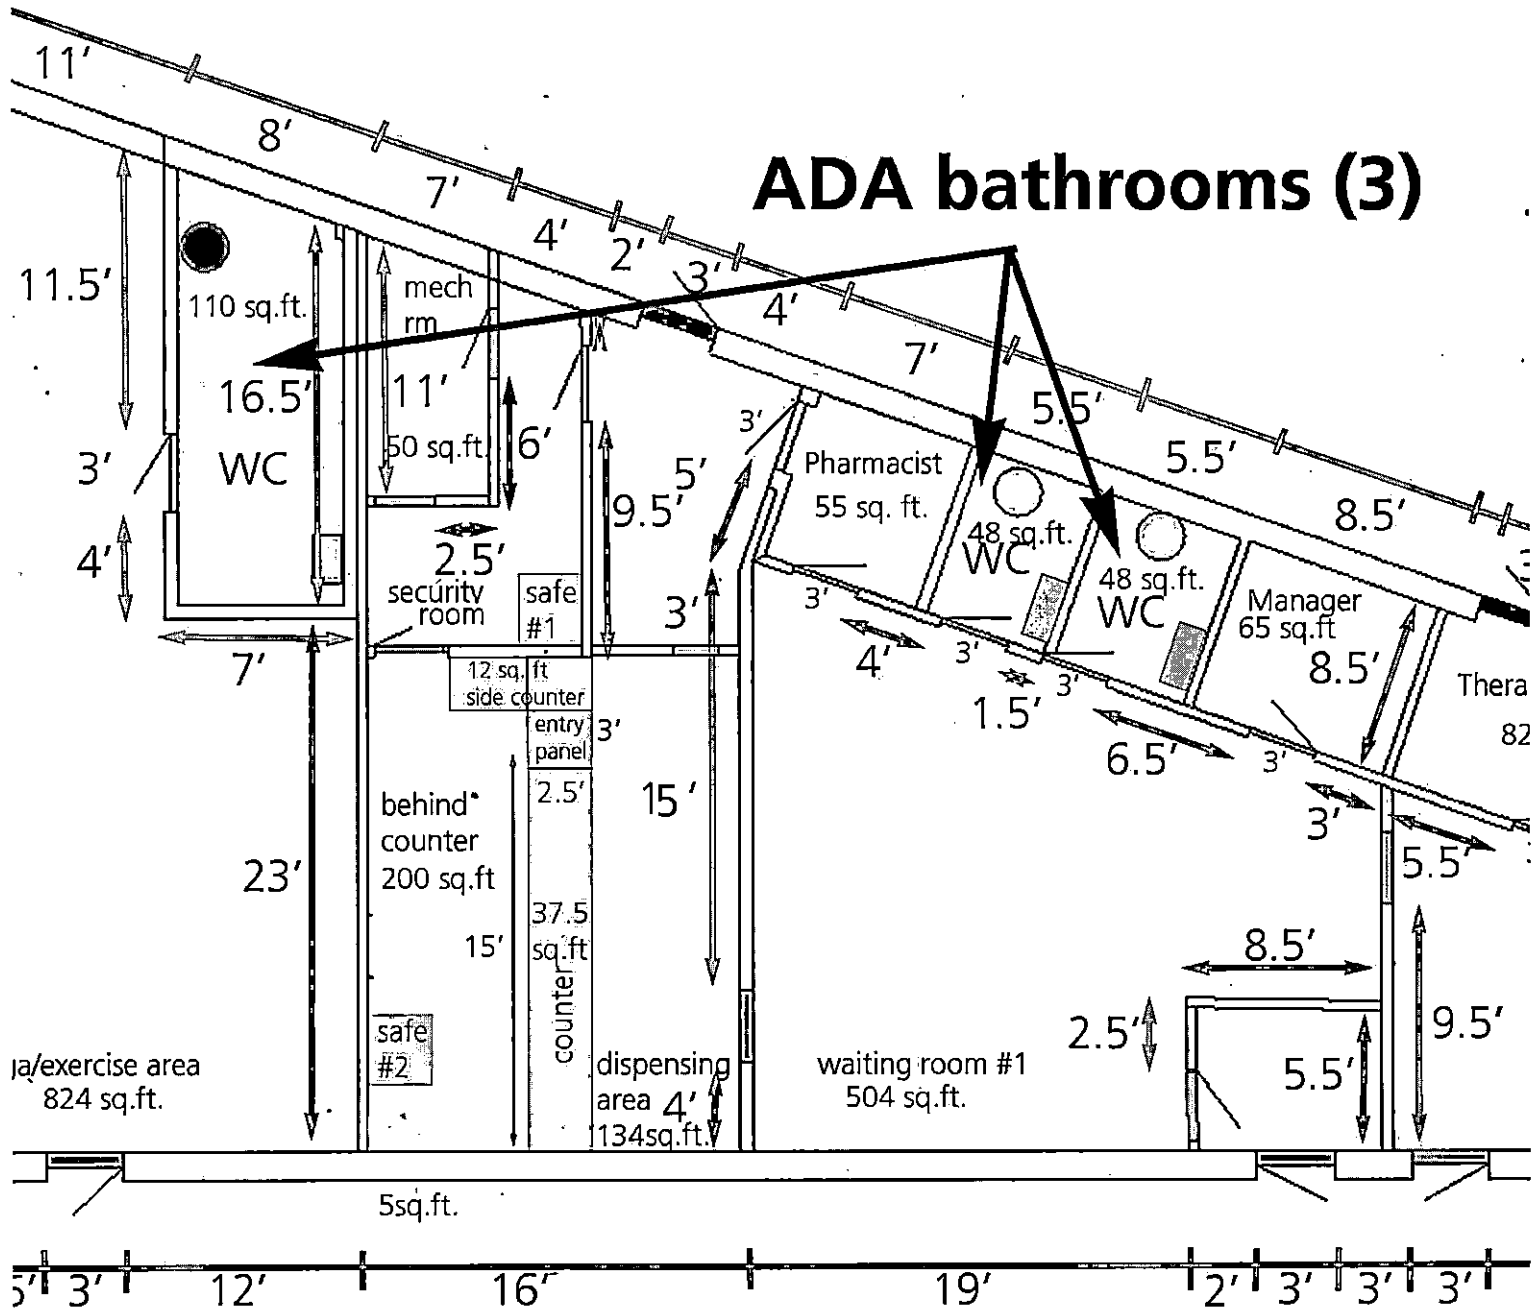 11'
8'
7'
4'
2'
3'
4'
7'
5.5'
5.5'
8.5'
ADA bathrooms (3)
11.5'
110 sq.ft.
mech
rm
16.5'
11'
50 sq.ft.
6'
WC
3'
4'
7'
2.5'
security
room
safe
#1
9.5'
5'
3'
3'
Pharmacist
55 sq. ft.
48 sq.ft.
WC
48 sq.ft.
WC
Manager
65 sq.ft
8.5'
Thera
82
3'
4'
3'
1.5'
3'
6.5'
3'
3'
5.5'
12 sq. ft
side counter
entry
panel
3'
2.5'
15'
behind
counter
200 sq.ft
23'
15'
37.5
sq.ft
counter
safe
#2
dispensing
area
134sq.ft.
4'
waiting room #1
504 sq.ft.
8.5'
2.5'
5.5'
9.5'
ga/exercise area
824 sq.ft.
5sq.ft.
5'
3'
12'
16'
19'
2'
3'
3'
3'